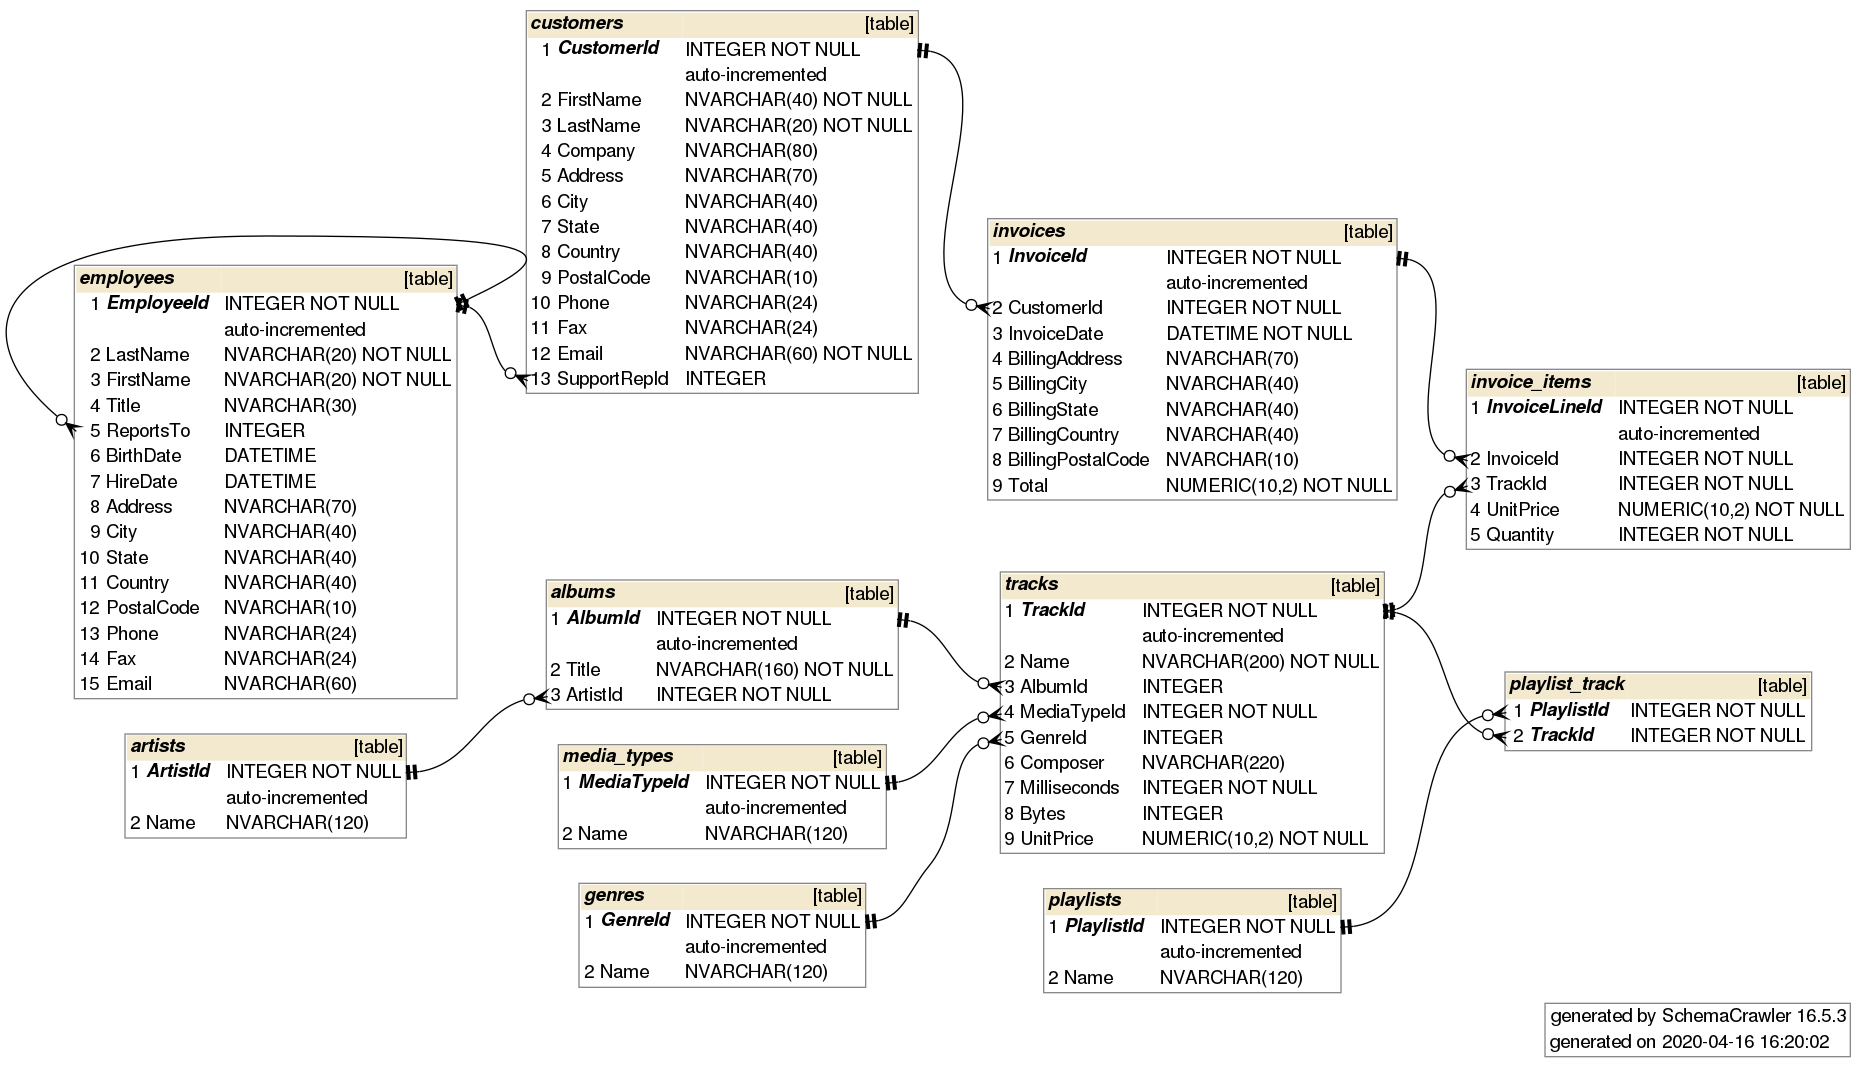 customers [table]
1 CustomerId INTEGER NOT NULL
auto-incremented
2 FirstName NVARCHAR(40) NOT NULL
3 LastName NVARCHAR(20) NOT NULL
4 Company NVARCHAR(80)
5 Address NVARCHAR(70)
6 City NVARCHAR(40)
7 State NVARCHAR(40)
8 Country NVARCHAR(40)
9 PostalCode NVARCHAR(10)
10 Phone NVARCHAR(24)
11 Fax NVARCHAR(24)
12 Email NVARCHAR(60) NOT NULL
13 SupportRepId INTEGER
employees [table]
1 EmployeeId INTEGER NOT NULL
auto-incremented
2 LastName NVARCHAR(20) NOT NULL
3 FirstName NVARCHAR(20) NOT NULL
4 Title NVARCHAR(30)
5 ReportsTo INTEGER
6 BirthDate DATETIME
7 HireDate DATETIME
8 Address NVARCHAR(70)
9 City NVARCHAR(40)
10 State NVARCHAR(40)
11 Country NVARCHAR(40)
12 PostalCode NVARCHAR(10)
13 Phone NVARCHAR(24)
14 Fax NVARCHAR(24)
15 Email NVARCHAR(60)
invoices [table]
1 InvoiceId INTEGER NOT NULL
auto-incremented
2 CustomerId INTEGER NOT NULL
3 InvoiceDate DATETIME NOT NULL
4 BillingAddress NVARCHAR(70)
5 BillingCity NVARCHAR(40)
6 BillingState NVARCHAR(40)
7 BillingCountry NVARCHAR(40)
8 BillingPostalCode NVARCHAR(10)
9 Total NUMERIC(10,2) NOT NULL
invoice_items [table]
1 InvoiceLineId INTEGER NOT NULL
auto-incremented
2 InvoiceId INTEGER NOT NULL
3 TrackId INTEGER NOT NULL
4 UnitPrice NUMERIC(10,2) NOT NULL
5 Quantity INTEGER NOT NULL
albums [table]
1 AlbumId INTEGER NOT NULL
auto-incremented
2 Title NVARCHAR(160) NOT NULL
3 ArtistId INTEGER NOT NULL
tracks [table]
1 TrackId INTEGER NOT NULL
auto-incremented
2 Name NVARCHAR(200) NOT NULL
3 AlbumId INTEGER
4 MediaTypeId INTEGER NOT NULL
5 GenreId INTEGER
6 Composer NVARCHAR(220)
7 Milliseconds INTEGER NOT NULL
8 Bytes INTEGER
9 UnitPrice NUMERIC(10,2) NOT NULL
playlist_track [table]
1 PlaylistId INTEGER NOT NULL
2 TrackId INTEGER NOT NULL
artists [table]
1 ArtistId INTEGER NOT NULL
auto-incremented
2 Name NVARCHAR(120)
media_types [table]
1 MediaTypeId INTEGER NOT NULL
auto-incremented
2 Name NVARCHAR(120)
genres [table]
1 GenreId INTEGER NOT NULL
auto-incremented
2 Name NVARCHAR(120)
playlists [table]
1 PlaylistId INTEGER NOT NULL
auto-incremented
2 Name NVARCHAR(120)
generated by SchemaCrawler 16.5.3
generated on 2020-04-16 16:20:02